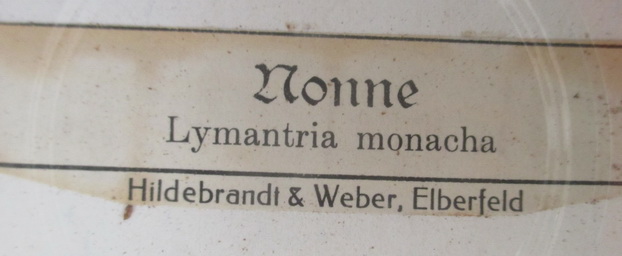 Nonne
Lymantria monacha
Hildebrandt & Weber, Elberfeld